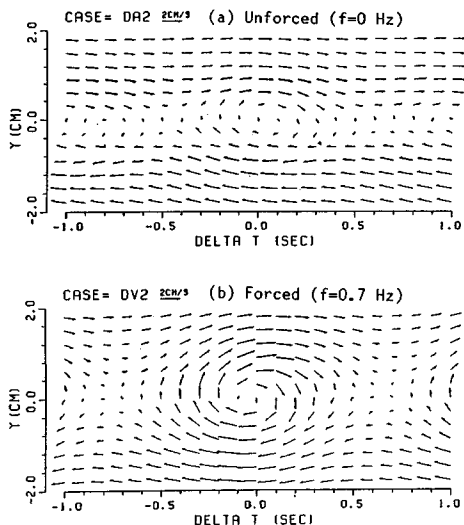 CASE= DA2 2CM/S (a) Unforced (f=0 Hz)
2.0
Y (CM)
0.0
-2.0
-1.0 -0.5 0.0 0.5 1.0
DELTA T (SEC)
CASE= DV2 2CM/S (b) Forced (f=0.7 Hz)
2.0
Y (CM)
0.0
-2.0
-1.0 -0.5 0.0 0.5 1.0
DELTA T (SEC)